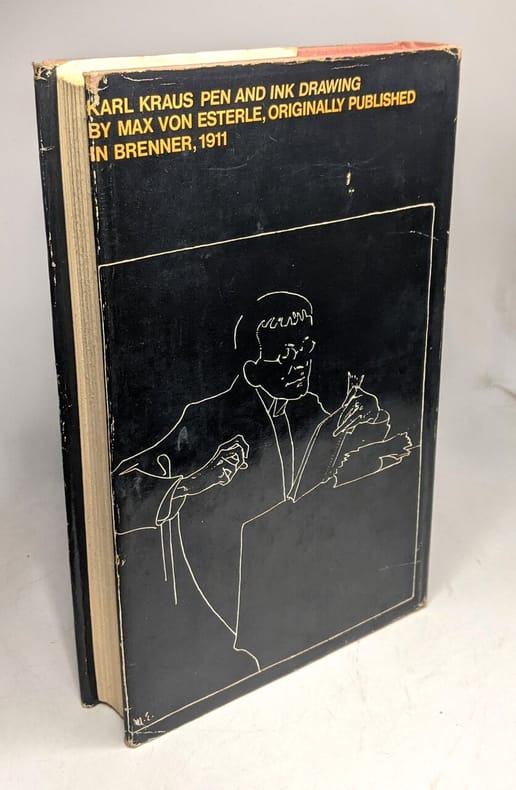 KARL KRAUS PEN AND INK DRAWING
BY MAX VON ESTERLE, ORIGINALLY PUBLISHED
IN BRENNER, 1911
M.E.